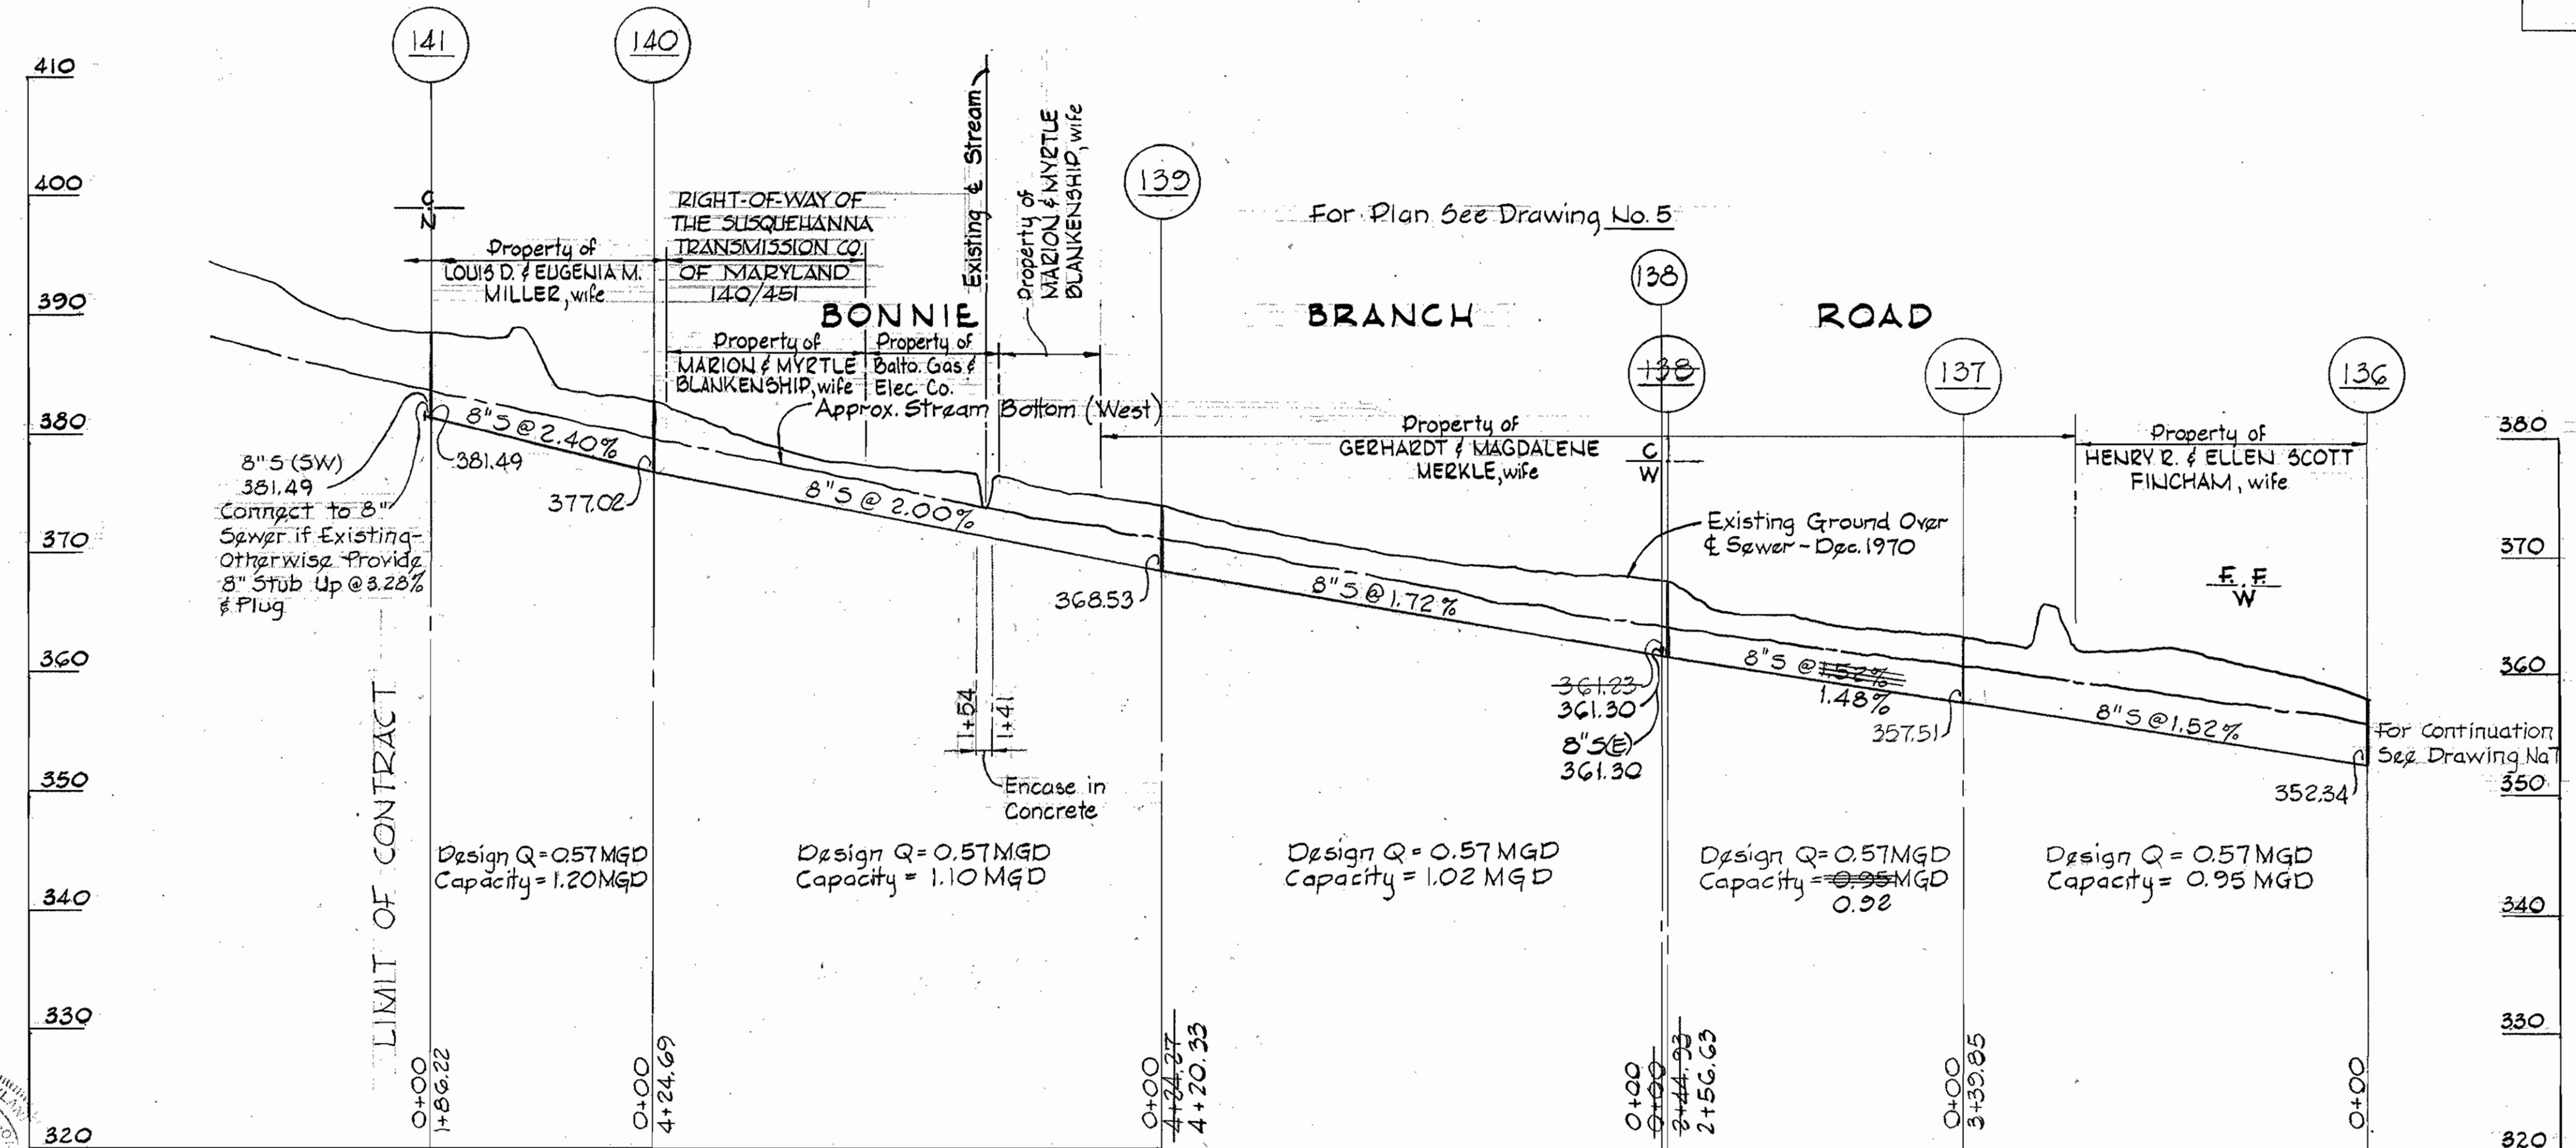 141
140
410
400
390
380
370
360
350
340
330
320
C
N
Property of
LOUIS D. & EUGENIA M.
MILLER, wife
RIGHT-OF-WAY OF
THE SUSQUEHANNA
TRANSMISSION CO.
OF MARYLAND
140/451
Existing ℄ Stream
Property of
MARION & MYRTLE
BLANKENSHIP, wife
139
For Plan See Drawing No. 5
138
138
137
136
BONNIE BRANCH ROAD
Property of
MARION & MYRTLE
BLANKENSHIP, wife
Property of
Balto. Gas &
Elec. Co.
Approx. Stream Bottom (West)
Property of
GERHARDT & MAGDALENE
MERKLE, wife
C
W
Property of
HENRY R. & ELLEN SCOTT
FINCHAM, wife
8"S @ 2.40%
381.49
8"S (SW)
381.49
Connect to 8"
Sewer if Existing-
Otherwise Provide
8" Stub Up @ 3.28%
& Plug
377.02
8"S @ 2.00%
368.53
8"S @ 1.72%
Existing Ground Over
℄ Sewer - Dec. 1970
F. F.
W
361.23
361.30
8"S(E)
361.30
8"S @ 1.52%
1.48%
357.51
8"S @ 1.52%
352.34
For Continuation
See Drawing No 7
1+54
1+41
Encase in
Concrete
LIMIT OF CONTRACT
Design Q = 0.57 MGD
Capacity = 1.20 MGD
Design Q = 0.57 MGD
Capacity = 1.10 MGD
Design Q = 0.57 MGD
Capacity = 1.02 MGD
Design Q = 0.57 MGD
Capacity = 0.95 MGD
0.92
Design Q = 0.57 MGD
Capacity = 0.95 MGD
0+00
1+86.22
0+00
4+24.69
0+00
4+24.27
4+20.33
0+00
0+00
2+44.93
2+56.63
0+00
3+39.85
0+00
380
370
360
350
340
330
320